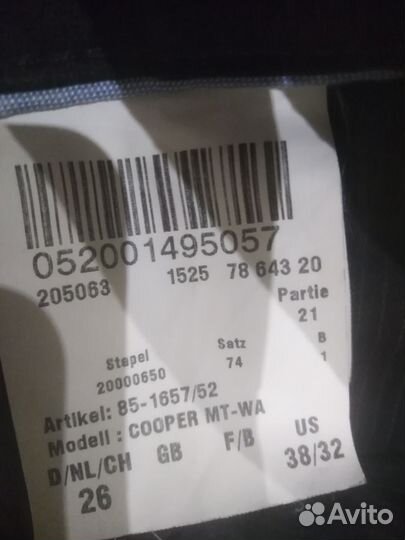 052001495057
205063 1525 78 643 20
Partie
21
Stapel Satz B
20000650 74 1
Artikel: 85-1657/52
Modell : COOPER MT-WA
D/NL/CH GB F/B US
26 38/32
Avito